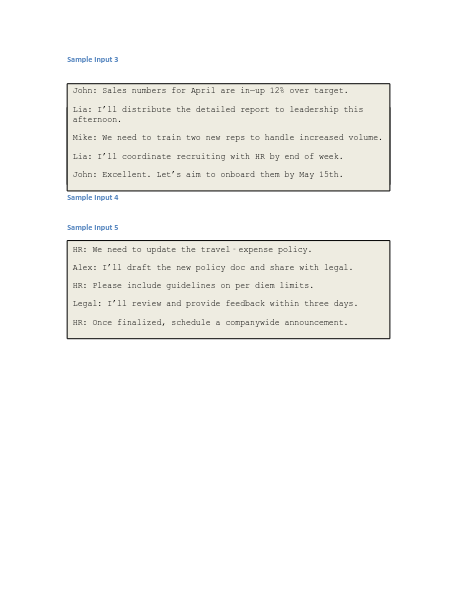 Sample Input 3
John: Sales numbers for April are in—up 12% over target.
Lia: I’ll distribute the detailed report to leadership this
afternoon.
Mike: We need to train two new reps to handle increased volume.
Lia: I’ll coordinate recruiting with HR by end of week.
John: Excellent. Let’s aim to onboard them by May 15th.
Sample Input 4
Sample Input 5
HR: We need to update the travel‑expense policy.
Alex: I’ll draft the new policy doc and share with legal.
HR: Please include guidelines on per diem limits.
Legal: I’ll review and provide feedback within three days.
HR: Once finalized, schedule a companywide announcement.